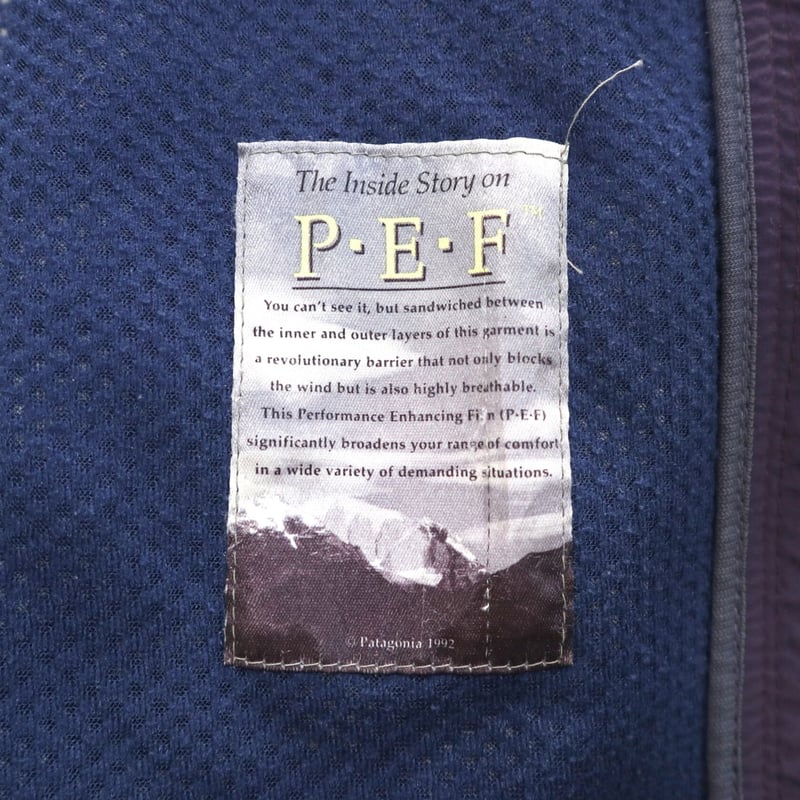 The Inside Story on
P·E·F™
You can't see it, but sandwiched between
the inner and outer layers of this garment is
a revolutionary barrier that not only blocks
the wind but is also highly breathable.
This Performance Enhancing (P·E·F)
significantly broadens your range of comfort
in a wide variety of demanding situations.
© Patagonia 1992